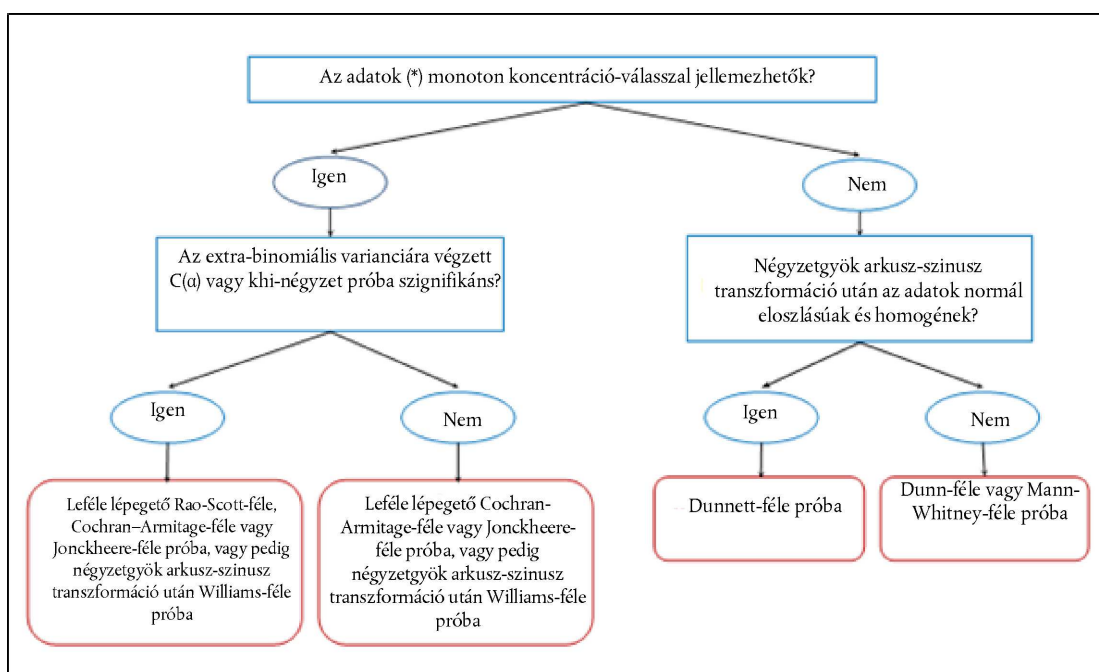 Az adatok (*) monoton koncentráció-válasszal jellemezhetők?
Igen
Nem
Az extra-binomiális varianciára végzett
C(α) vagy khi-négyzet próba szignifikáns?
Négyzetgyök arkusz-szinusz
transzformáció után az adatok normál
eloszlásúak és homogének?
Igen
Nem
Igen
Nem
Leféle lépegető Rao-Scott-féle,
Cochran–Armitage-féle vagy
Jonckheere-féle próba, vagy pedig
négyzetgyök arkusz-szinusz
transzformáció után Williams-féle
próba
Leféle lépegető Cochran-
Armitage-féle vagy Jonckheere-
féle próba, vagy pedig
négyzetgyök arkusz-szinusz
transzformáció után Williams-féle
próba
Dunnett-féle próba
Dunn-féle vagy Mann-
Whitney-féle próba